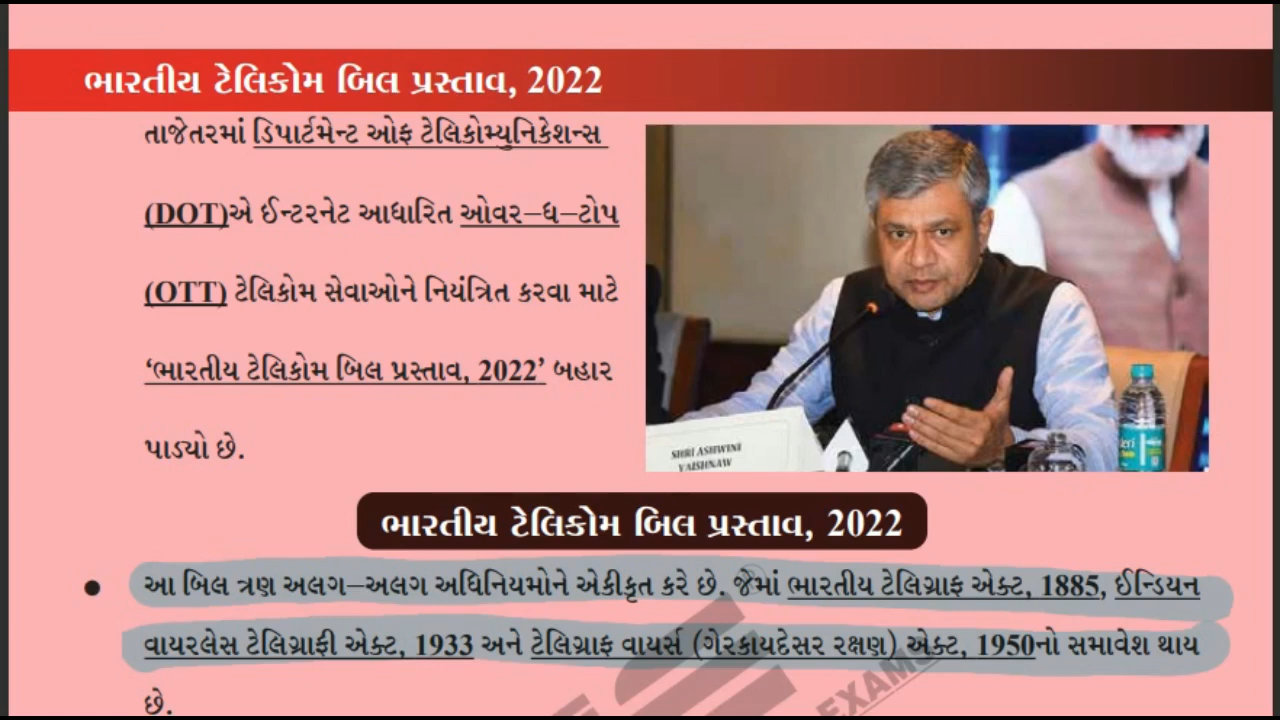 ભારતીય ટેલિકોમ બિલ પ્રસ્તાવ, 2022
તાજેતરમાં ડિપાર્ટમેન્ટ ઓફ ટેલિકોમ્યુનિકેશન્સ
(DOT)એ ઈન્ટરનેટ આધારિત ઓવર–ધ–ટોપ
(OTT) ટેલિકોમ સેવાઓને નિયંત્રિત કરવા માટે
‘ભારતીય ટેલિકોમ બિલ પ્રસ્તાવ, 2022’ બહાર
પાડ્યો છે.
SHRI ASHWINI
VAISHNAW
ભારતીય ટેલિકોમ બિલ પ્રસ્તાવ, 2022
● આ બિલ ત્રણ અલગ–અલગ અધિનિયમોને એકીકૃત કરે છે. જેમાં ભારતીય ટેલિગ્રાફ એક્ટ, 1885, ઈન્ડિયન
વાયરલેસ ટેલિગ્રાફી એક્ટ, 1933 અને ટેલિગ્રાફ વાયર્સ (ગેરકાયદેસર રક્ષણ) એક્ટ, 1950નો સમાવેશ થાય
છે.
EXAMS